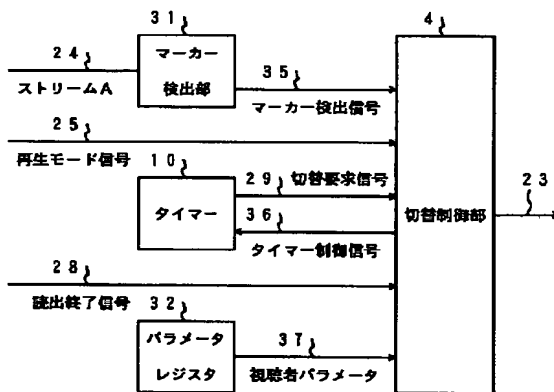 31
マーカー
検出部
24
ストリームA
35
マーカー検出信号
4
25
再生モード信号
10
タイマー
29 切替要求信号
36
タイマー制御信号
切替制御部
23
28
読出終了信号
32
パラメータ
レジスタ
37
視聴者パラメータ